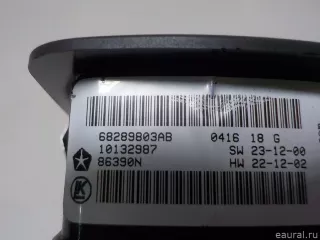 68289803AB 0416 18 G
10132987 SW 23-12-00
86390N HW 22-12-02
K
eaural.ru